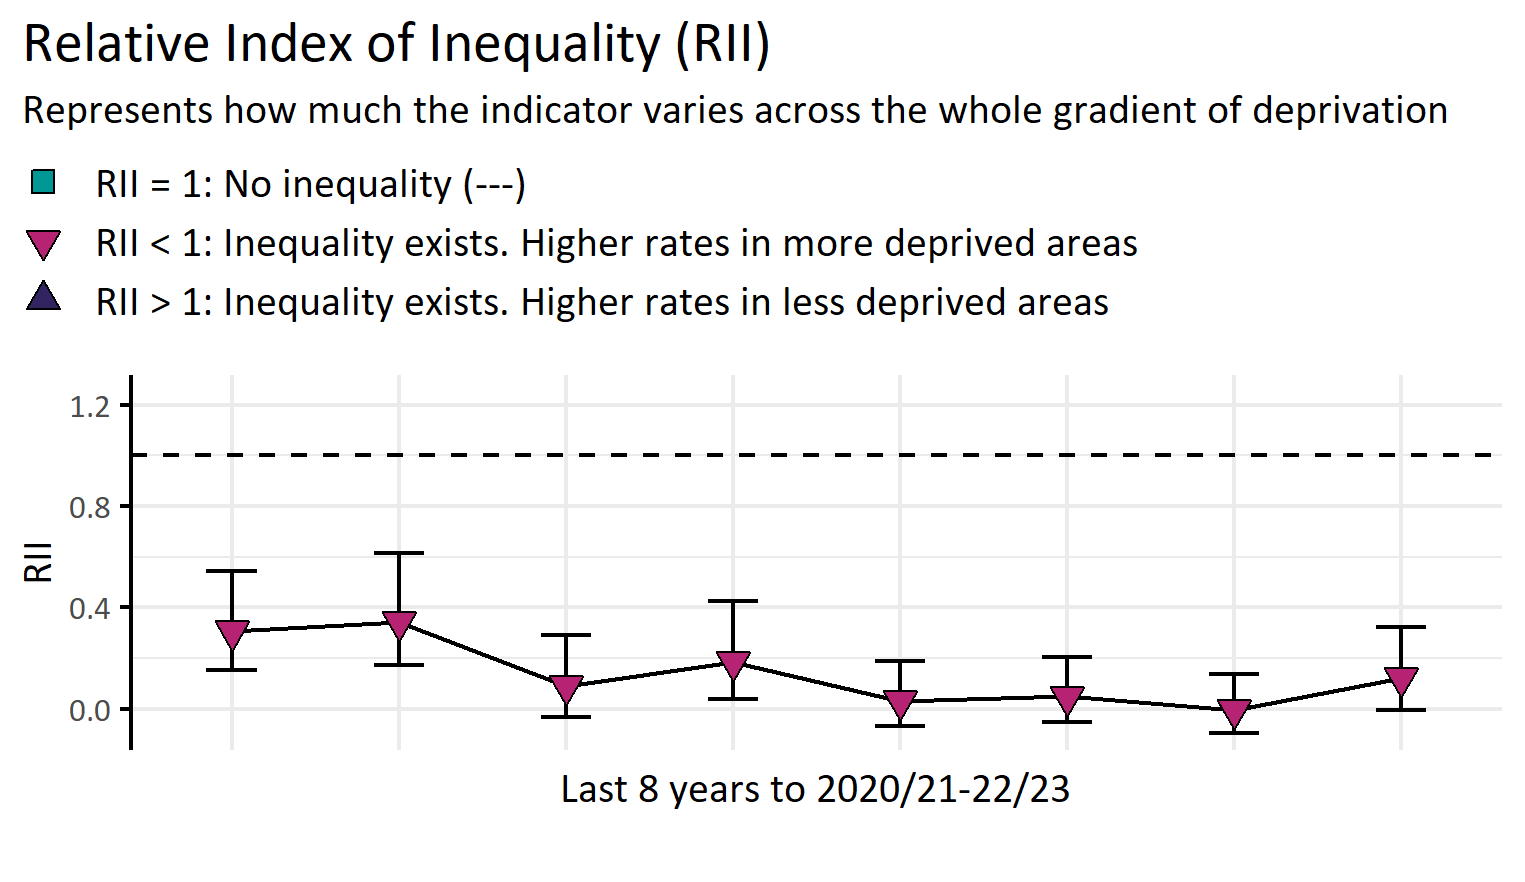 Relative Index of Inequality (RII)
Represents how much the indicator varies across the whole gradient of deprivation
RII = 1: No inequality (---)
RII < 1: Inequality exists. Higher rates in more deprived areas
RII > 1: Inequality exists. Higher rates in less deprived areas
1.2
0.8
0.4
0.0
RII
Last 8 years to 2020/21-22/23